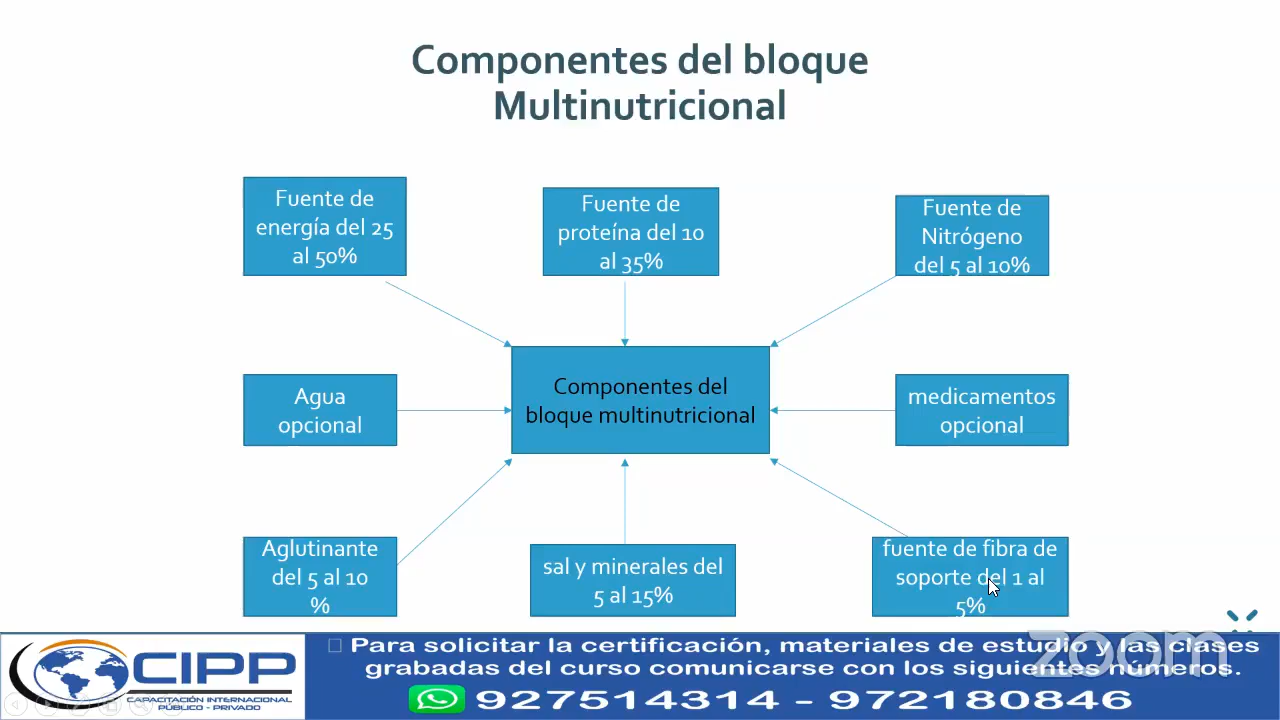 Componentes del bloque
Multinutricional
Fuente de
energía del 25
al 50%
Fuente de
proteína del 10
al 35%
Fuente de
Nitrógeno
del 5 al 10%
Agua
opcional
Componentes del
bloque multinutricional
medicamentos
opcional
Aglutinante
del 5 al 10
%
sal y minerales del
5 al 15%
fuente de fibra de
soporte del 1 al
5%
zoom
CIPP
CAPACITACIÓN INTERNACIONAL
PÚBLICO - PRIVADO
Para solicitar la certificación, materiales de estudio y las clases
grabadas del curso comunicarse con los siguientes números.
927514314 - 972180846